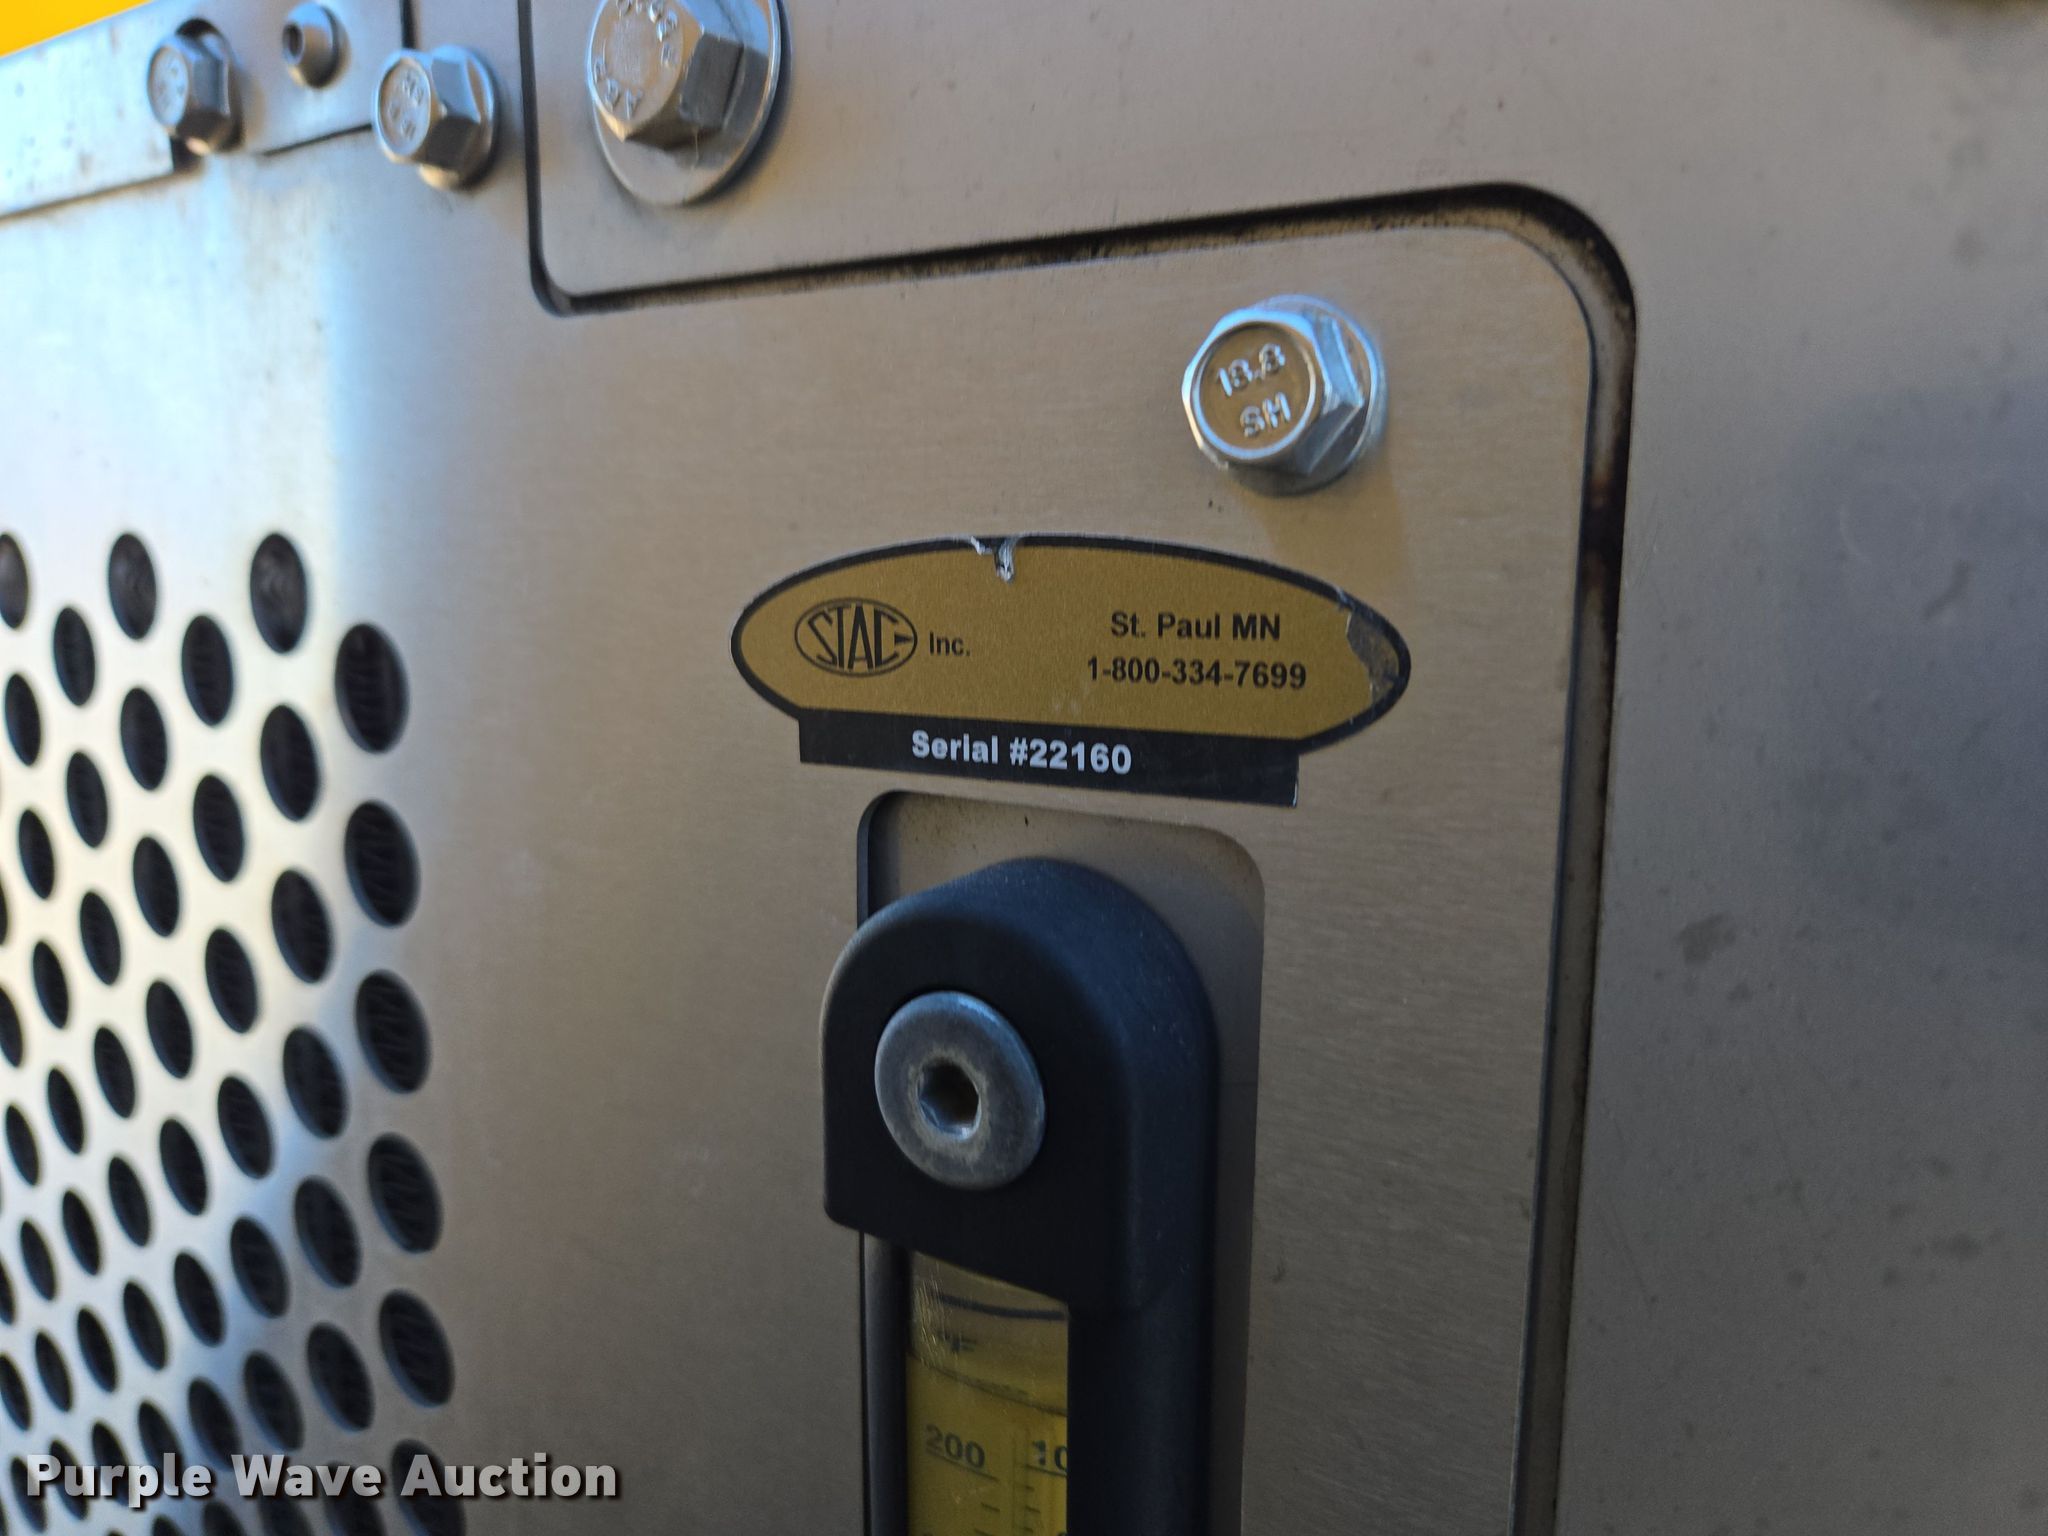 18.8
SH
STAC Inc.
St. Paul MN
1-800-334-7699
Serial #22160
°F
200
Purple Wave Auction